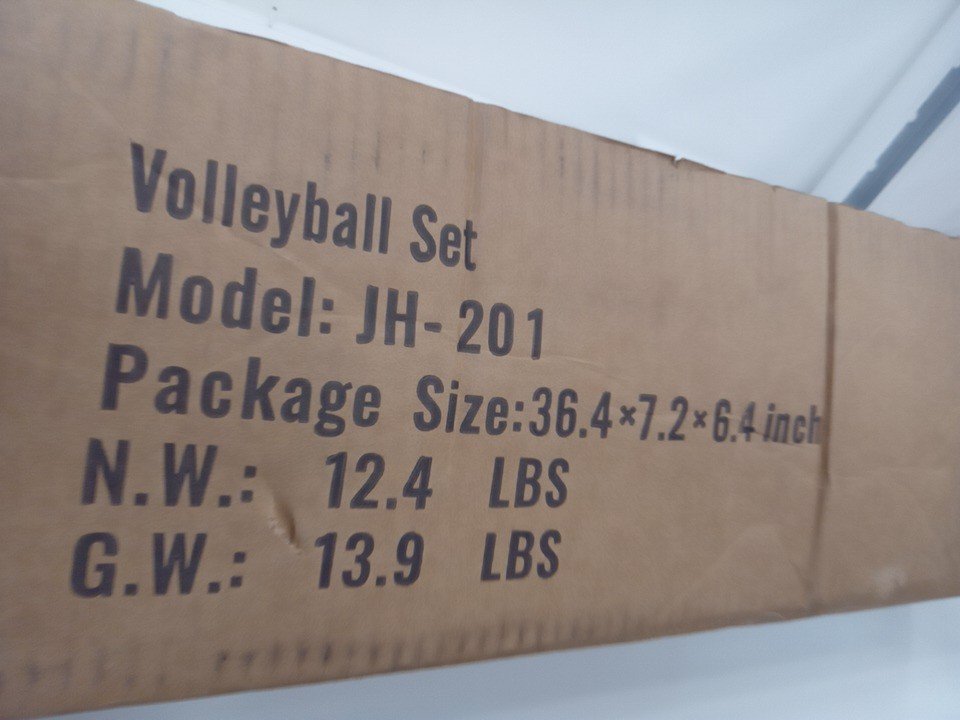 Volleyball Set
Model: JH- 201
Package Size:36.4×7.2×6.4 inch
N.W.: 12.4 LBS
G.W.: 13.9 LBS